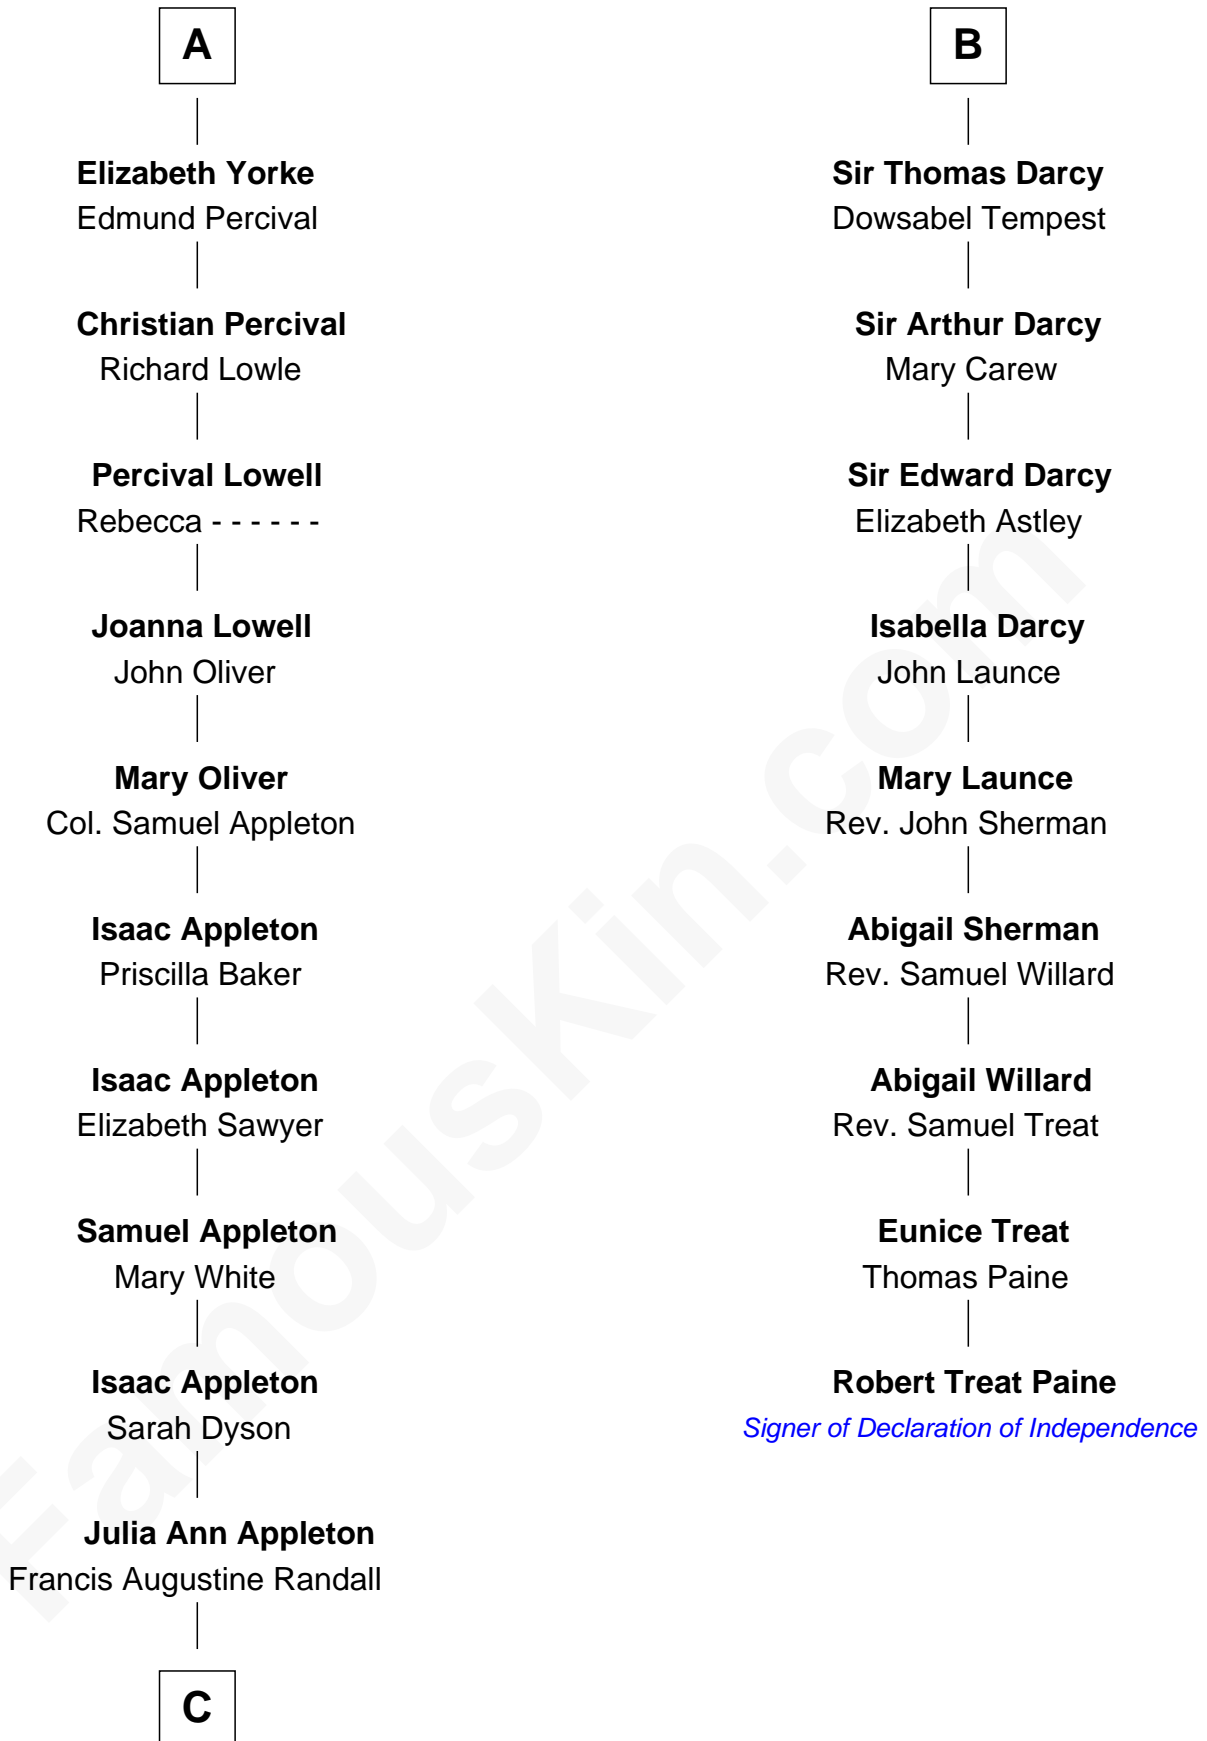 A
Elizabeth Yorke
Edmund Percival
Christian Percival
Richard Lowle
Percival Lowell
Rebecca - - - - - -
Joanna Lowell
John Oliver
Mary Oliver
Col. Samuel Appleton
Isaac Appleton
Priscilla Baker
Isaac Appleton
Elizabeth Sawyer
Samuel Appleton
Mary White
Isaac Appleton
Sarah Dyson
Julia Ann Appleton
Francis Augustine Randall
C
B
Sir Thomas Darcy
Dowsabel Tempest
Sir Arthur Darcy
Mary Carew
Sir Edward Darcy
Elizabeth Astley
Isabella Darcy
John Launce
Mary Launce
Rev. John Sherman
Abigail Sherman
Rev. Samuel Willard
Abigail Willard
Rev. Samuel Treat
Eunice Treat
Thomas Paine
Robert Treat Paine
Signer of Declaration of Independence
FamousKin.com